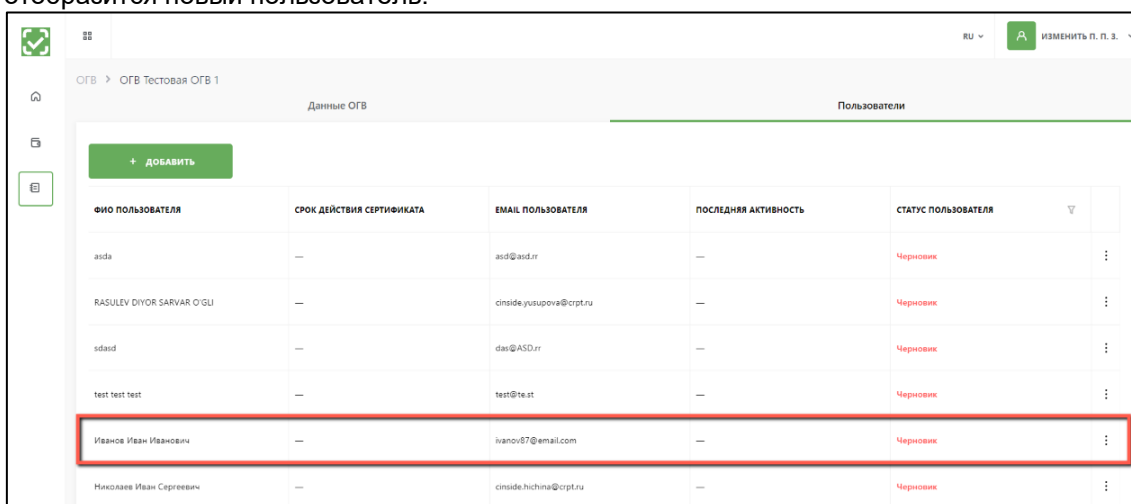 отобразится новый пользователь.
RU
А ИЗМЕНИТЬ П. П. З.
ОГВ > ОГВ Тестовая ОГВ 1
Данные ОГВ Пользователи
+ ДОБАВИТЬ
ФИО ПОЛЬЗОВАТЕЛЯ СРОК ДЕЙСТВИЯ СЕРТИФИКАТА EMAIL ПОЛЬЗОВАТЕЛЯ ПОСЛЕДНЯЯ АКТИВНОСТЬ СТАТУС ПОЛЬЗОВАТЕЛЯ
asda — asd@asd.rr — Черновик
RASULEV DIYOR SARVAR O'GLI — cinside.yusupova@crpt.ru — Черновик
sdasd — das@ASD.rr — Черновик
test test test — test@te.st — Черновик
Иванов Иван Иванович — ivanov87@email.com — Черновик
Николаев Иван Сергеевич — cinside.hichina@crpt.ru — Черновик